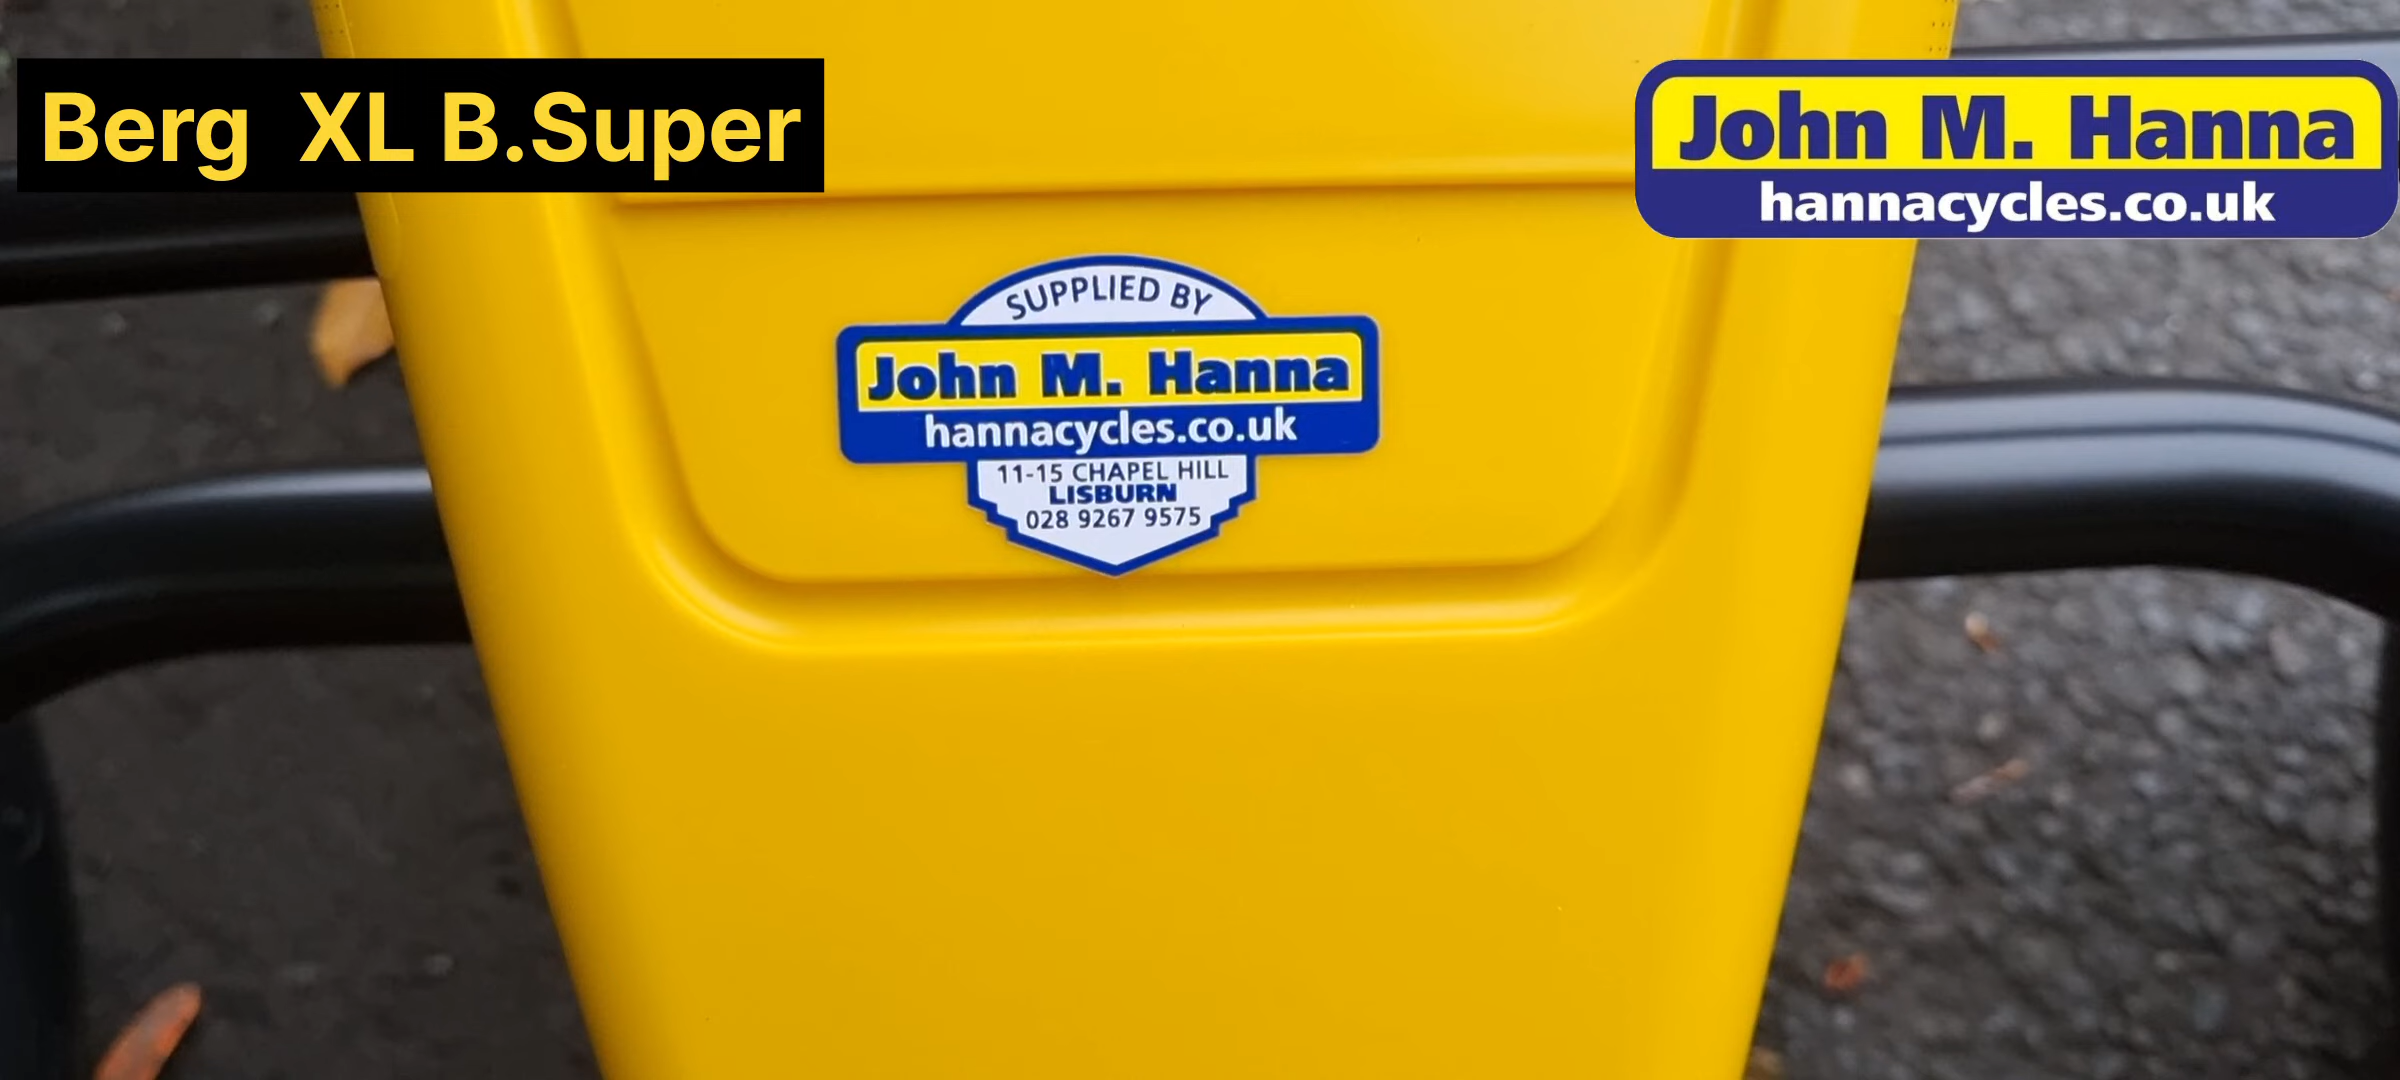 Berg XL B.Super
John M. Hanna
hannacycles.co.uk
SUPPLIED BY
John M. Hanna
hannacycles.co.uk
11-15 CHAPEL HILL
LISBURN
028 9267 9575